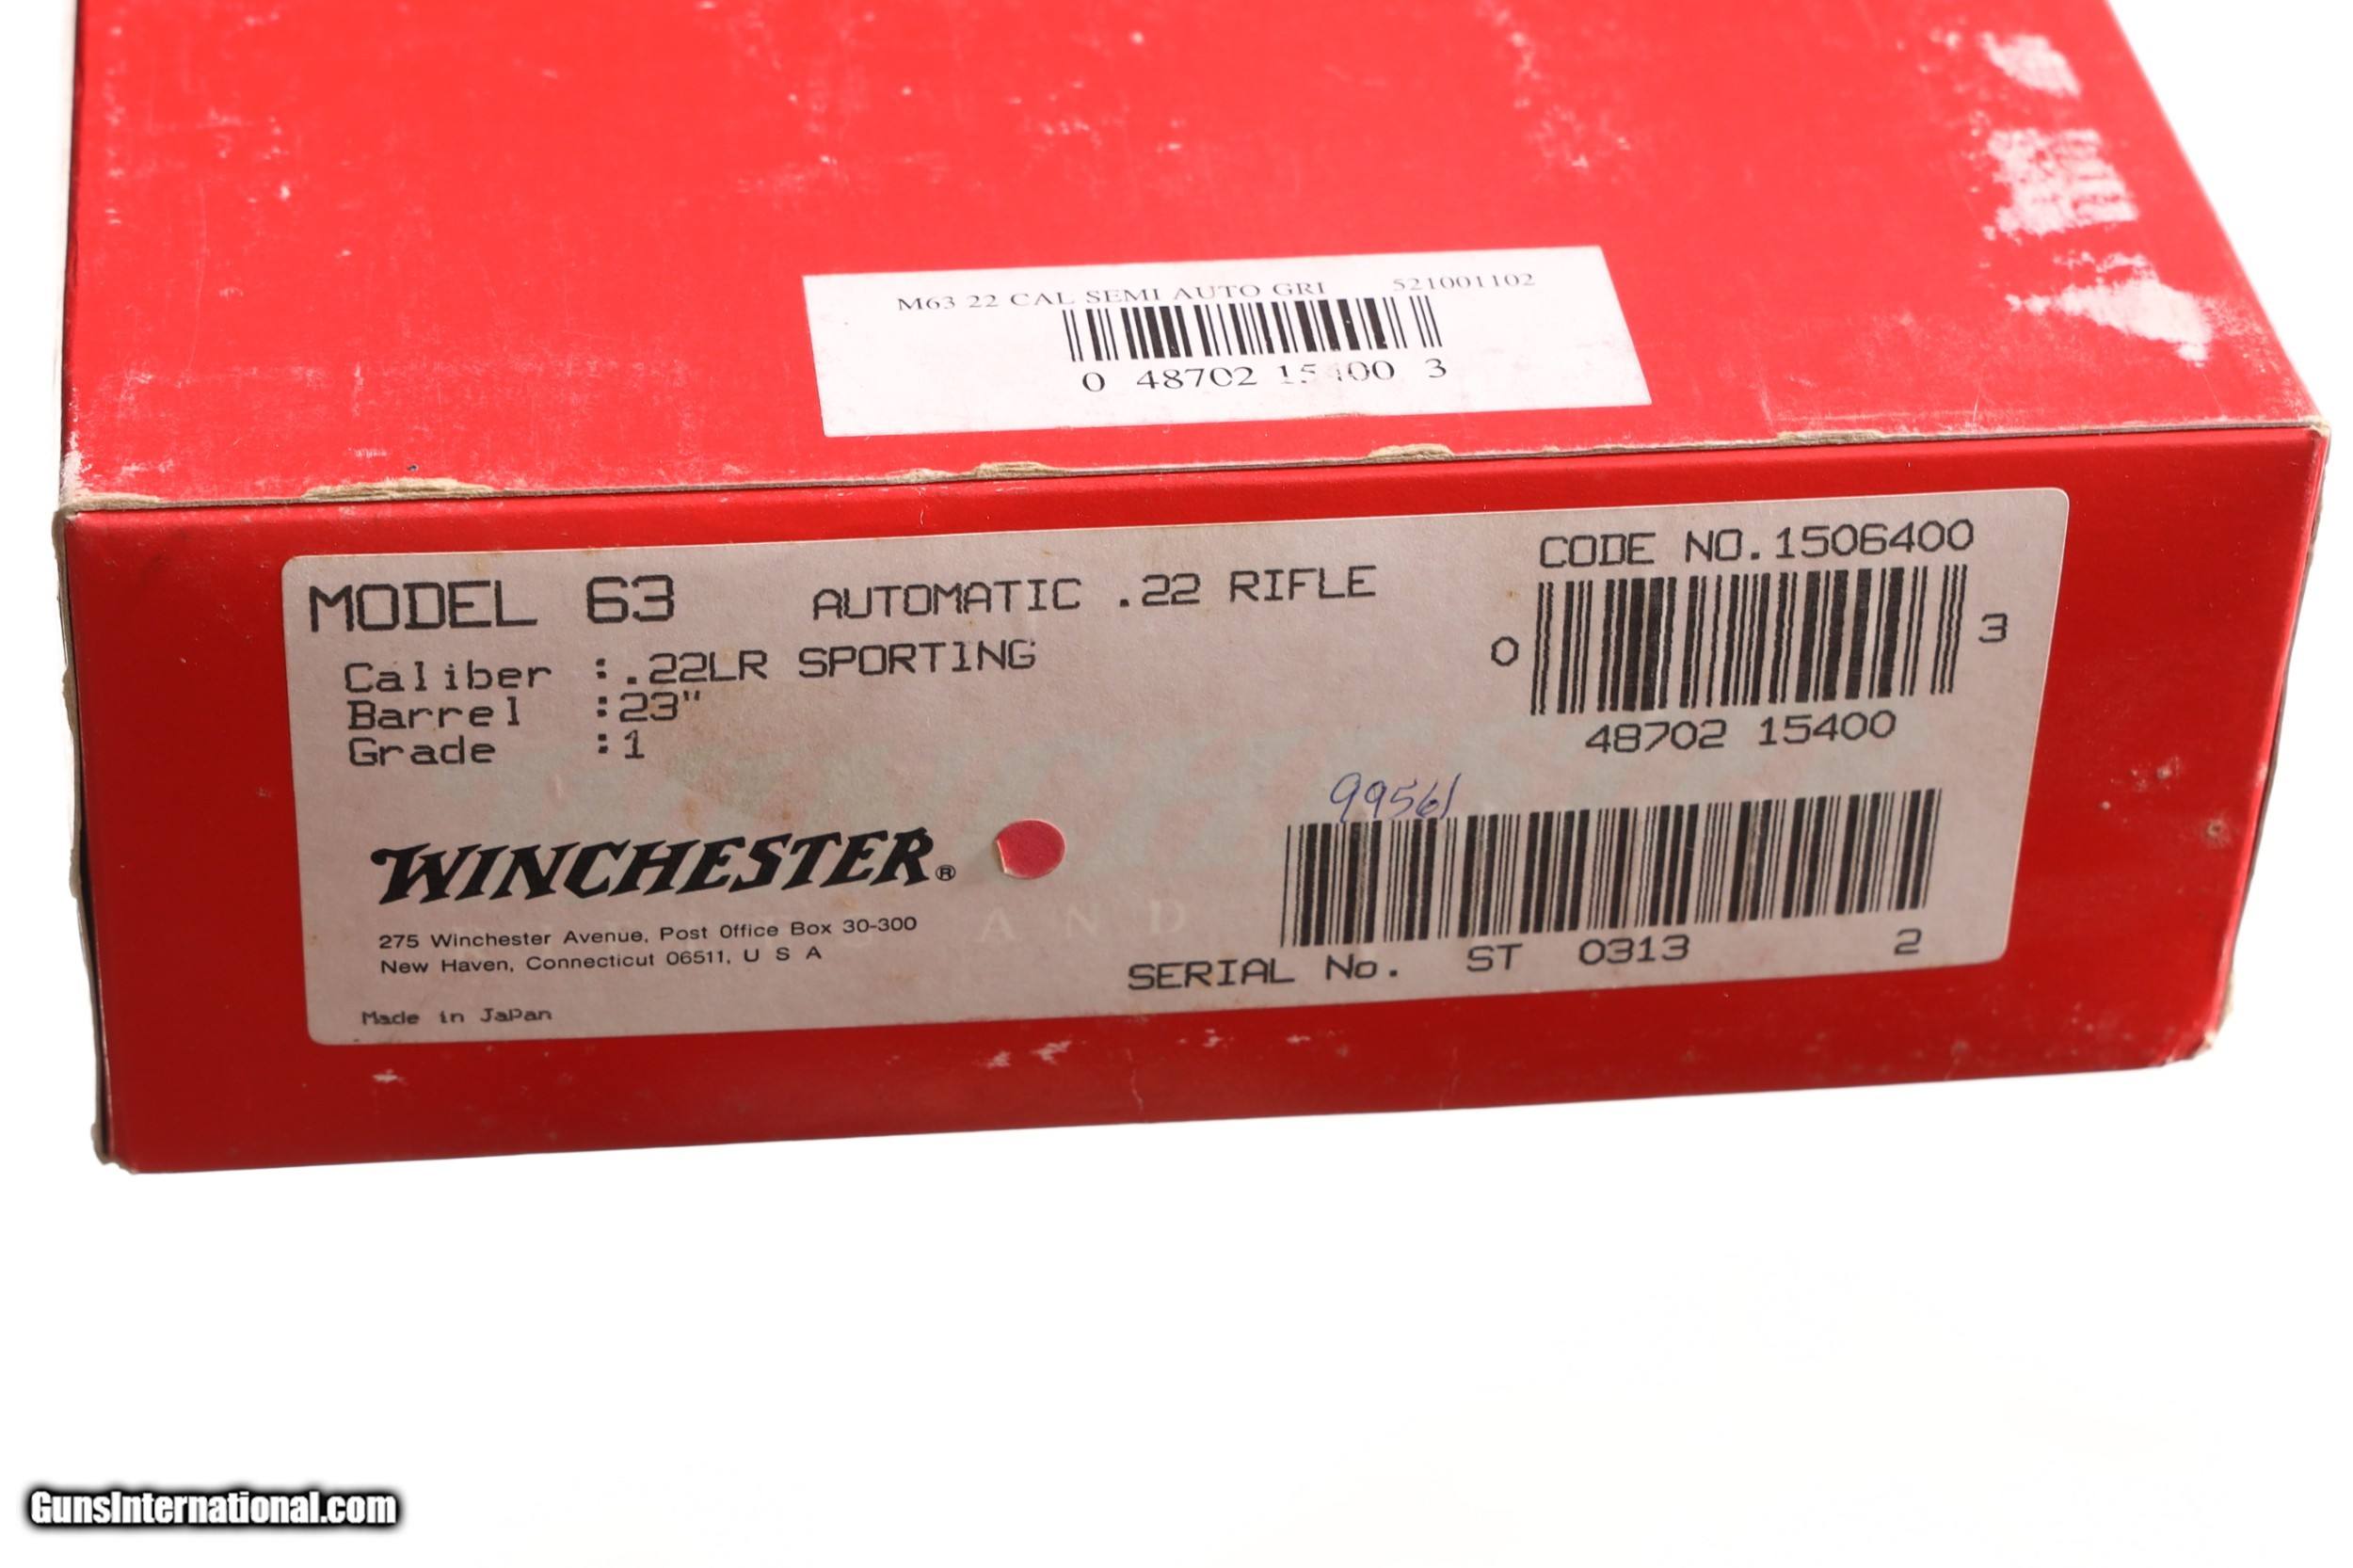 M63 22 CAL SEMI AUTO GRI 521001102
0 48702 15400 3
MODEL 63 AUTOMATIC .22 RIFLE
Caliber :.22LR SPORTING
Barrel :23"
Grade :1
CODE NO.1506400
0 3
48702 15400
99561
WINCHESTER®
275 Winchester Avenue, Post Office Box 30-300
New Haven, Connecticut 06511, U S A
AND
SERIAL No. ST 0313 2
Made in Japan
GunsInternational.com